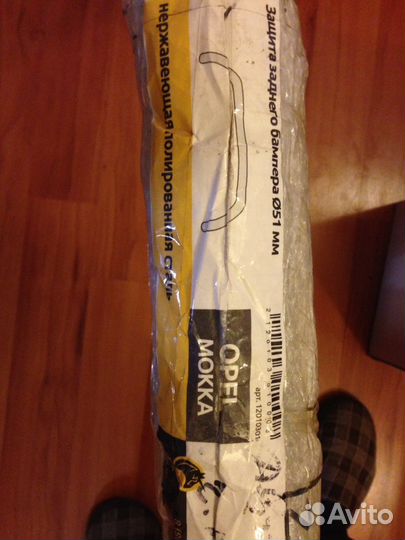 Защита заднего бампера Ø51 мм
нержавеющая полированная сталь
OPEL
MOKKA
Avito